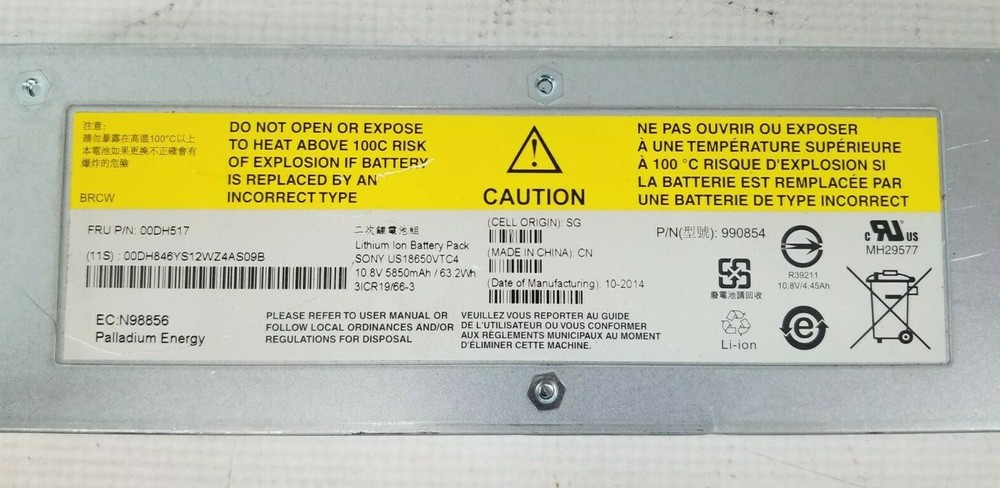 注意:
請勿暴露在高溫100°C以上
本電池如果更換不正確會有
爆炸的危險
BRCW
DO NOT OPEN OR EXPOSE
TO HEAT ABOVE 100C RISK
OF EXPLOSION IF BATTERY
IS REPLACED BY AN
INCORRECT TYPE
CAUTION
NE PAS OUVRIR OU EXPOSER
À UNE TEMPÉRATURE SUPÉRIEURE
À 100 °C RISQUE D'EXPLOSION SI
LA BATTERIE EST REMPLACÉE PAR
UNE BATTERIE DE TYPE INCORRECT
FRU P/N: 00DH517
(11S) : 00DH846YS12WZ4AS09B
二次鋰電池組
Lithium Ion Battery Pack
SONY US18650VTC4
10.8V 5850mAh / 63.2Wh
3ICR19/66-3
(CELL ORIGIN): SG
(MADE IN CHINA): CN
(Date of Manufacturing): 10-2014
P/N(型號): 990854
R39211
10.8V/4.45Ah
c RU US
MH29577
廢電池請回收
Li-ion
e
EC:N98856
Palladium Energy
PLEASE REFER TO USER MANUAL OR
FOLLOW LOCAL ORDINANCES AND/OR
REGULATIONS FOR DISPOSAL
VEUILLEZ VOUS REPORTER AU GUIDE
DE L'UTILISATEUR OU VOUS CONFORMER
AUX RÈGLEMENTS MUNICIPAUX AU MOMENT
D'ÉLIMINER CETTE MACHINE.